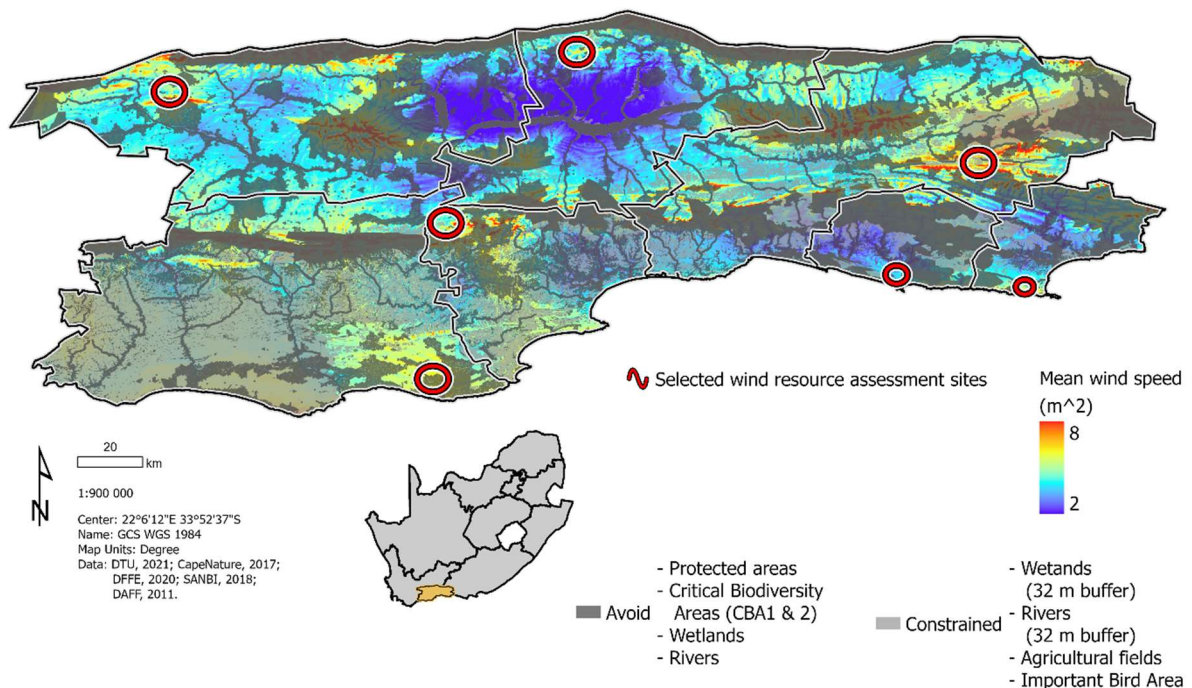 Selected wind resource assessment sites
Mean wind speed
(m^2)
8
2
20
km
N
1:900 000
Center: 22°6'12"E 33°52'37"S
Name: GCS WGS 1984
Map Units: Degree
Data: DTU, 2021; CapeNature, 2017;
DFFE, 2020; SANBI, 2018;
DAFF, 2011.
Avoid
- Protected areas
- Critical Biodiversity
Areas (CBA1 & 2)
- Wetlands
- Rivers
Constrained
- Wetands
(32 m buffer)
- Rivers
(32 m buffer)
- Agricultural fields
- Important Bird Area